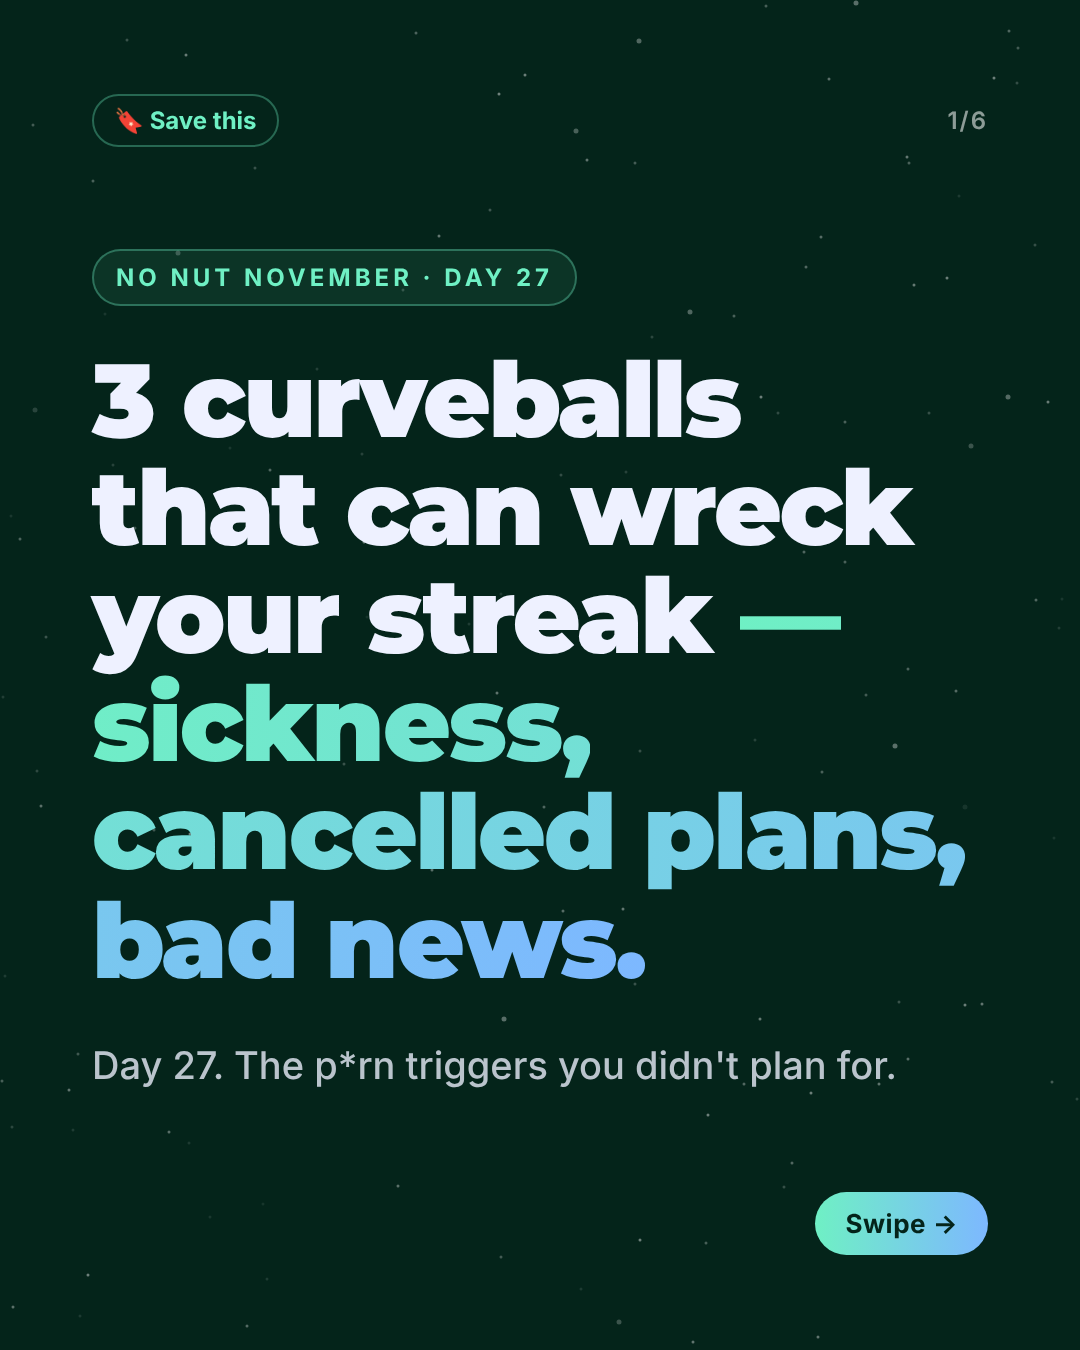 🔖 Save this
1/6
NO NUT NOVEMBER · DAY 27
3 curveballs
that can wreck
your streak —
sickness,
cancelled plans,
bad news.
Day 27. The p*rn triggers you didn't plan for.
Swipe →